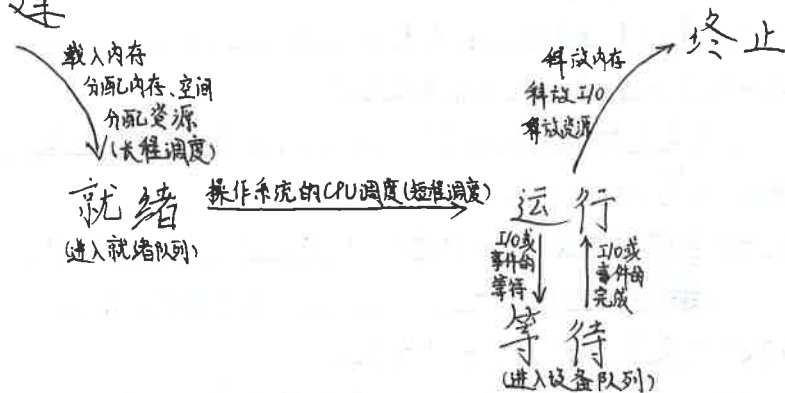 载入内存
分配内存、空间
分配资源
(长程调度)
就绪
(进入就绪队列)
操作系统的CPU调度(短程调度)
释放内存
释放I/O
释放资源
终止
运行
I/O或
事件的
等待
I/O或
事件的
完成
等待
(进入设备队列)